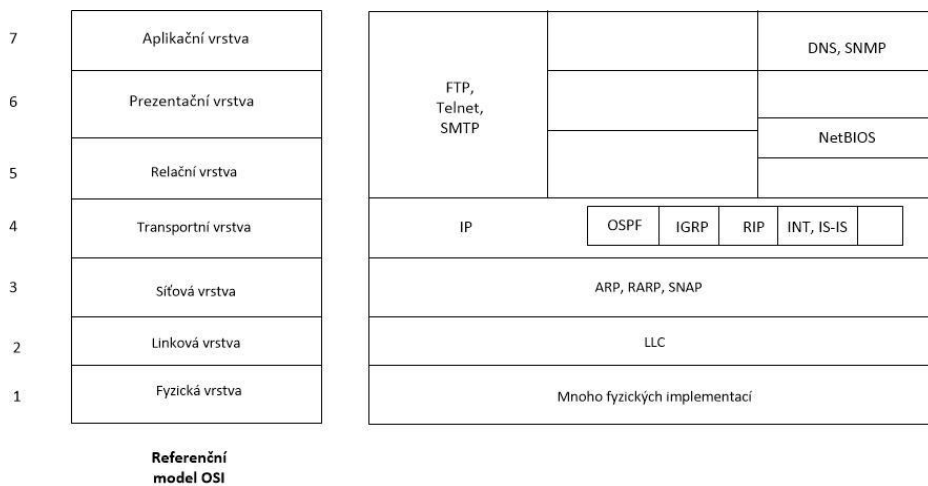 7
Aplikační vrstva
DNS, SNMP
FTP,
Telnet,
SMTP
6
Prezentační vrstva
NetBIOS
5
Relační vrstva
4
Transportní vrstva
IP
OSPF
IGRP
RIP
INT, IS-IS
3
Síťová vrstva
ARP, RARP, SNAP
2
Linková vrstva
LLC
1
Fyzická vrstva
Mnoho fyzických implementací
Referenční
model OSI